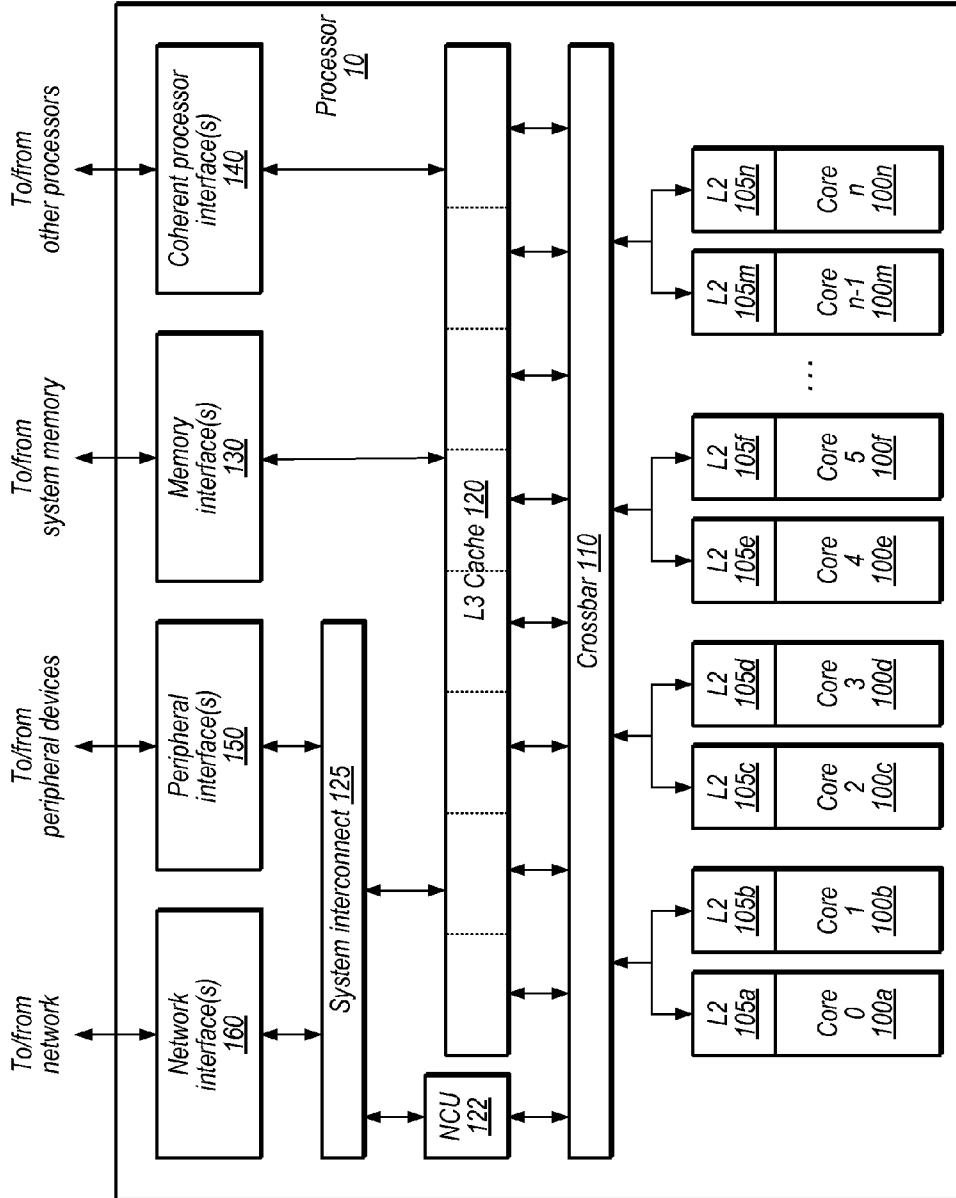 To/from
network
To/from
peripheral devices
To/from
system memory
To/from
other processors
Network
interface(s)
160
Peripheral
interface(s)
150
Memory
interface(s)
130
Coherent processor
interface(s)
140
Processor
10
System interconnect 125
NCU
122
L3 Cache 120
Crossbar 110
L2
105a
Core
0
100a
L2
105b
Core
1
100b
L2
105c
Core
2
100c
L2
105d
Core
3
100d
L2
105e
Core
4
100e
L2
105f
Core
5
100f
...
L2
105m
Core
n-1
100m
L2
105n
Core
n
100n